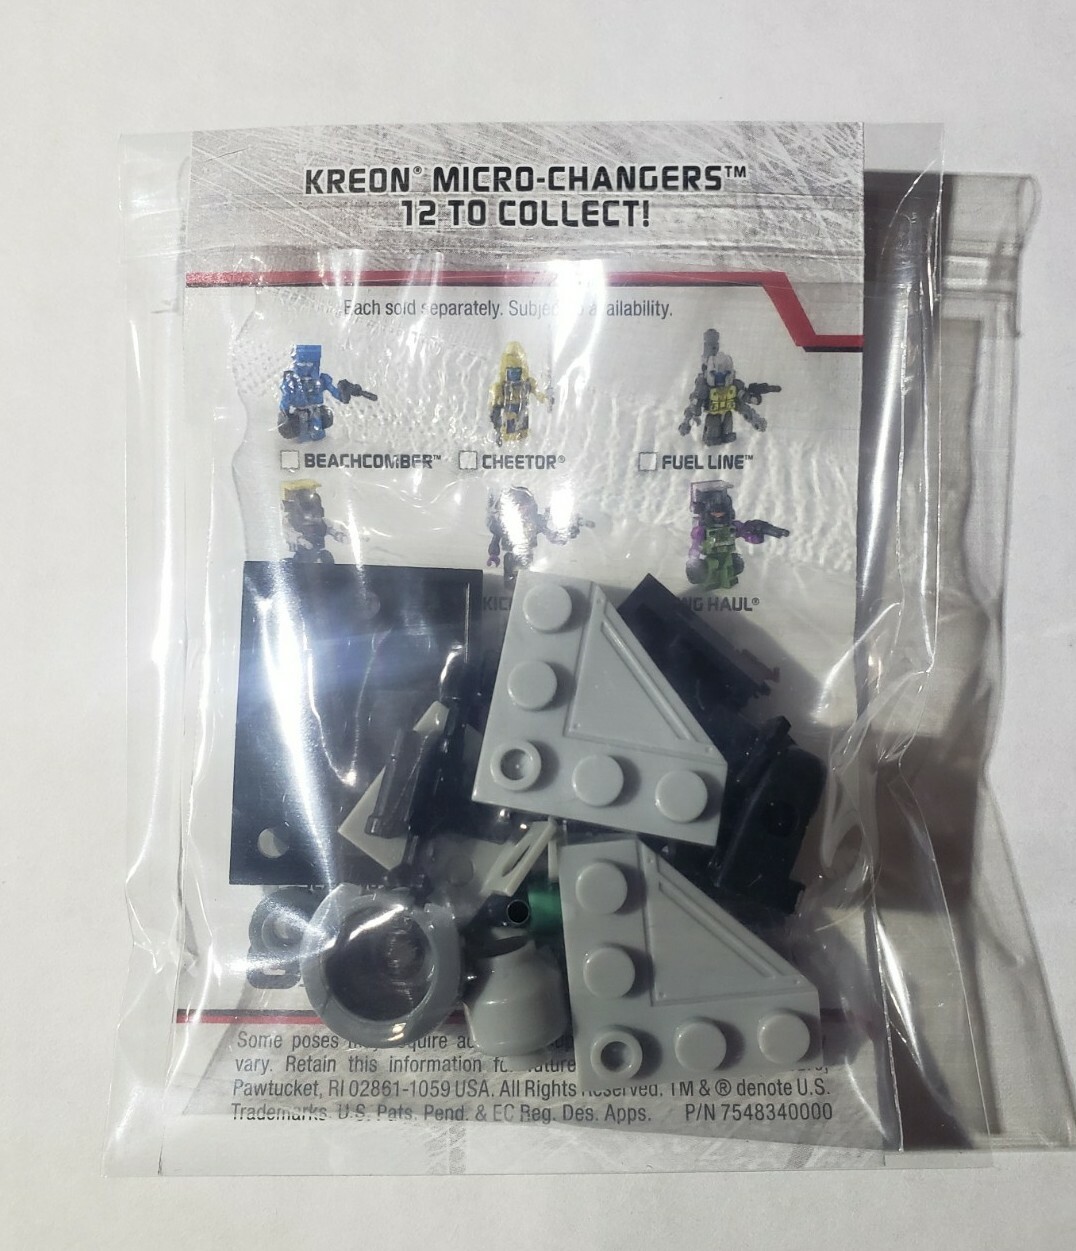 KREON® MICRO-CHANGERS™
12 TO COLLECT!
Each sold separately. availability.
BEACHCOMBER™ CHEETOR® FUEL LINE™
HAUL®
Some poses
vary. Retain this information
Pawtucket, RI 02861-1059 USA. All Rights Reserved. TM & ® denote U.S.
Trademarks. U.S. Pats. Pend. & EC Reg. Des. Apps. P/N 7548340000